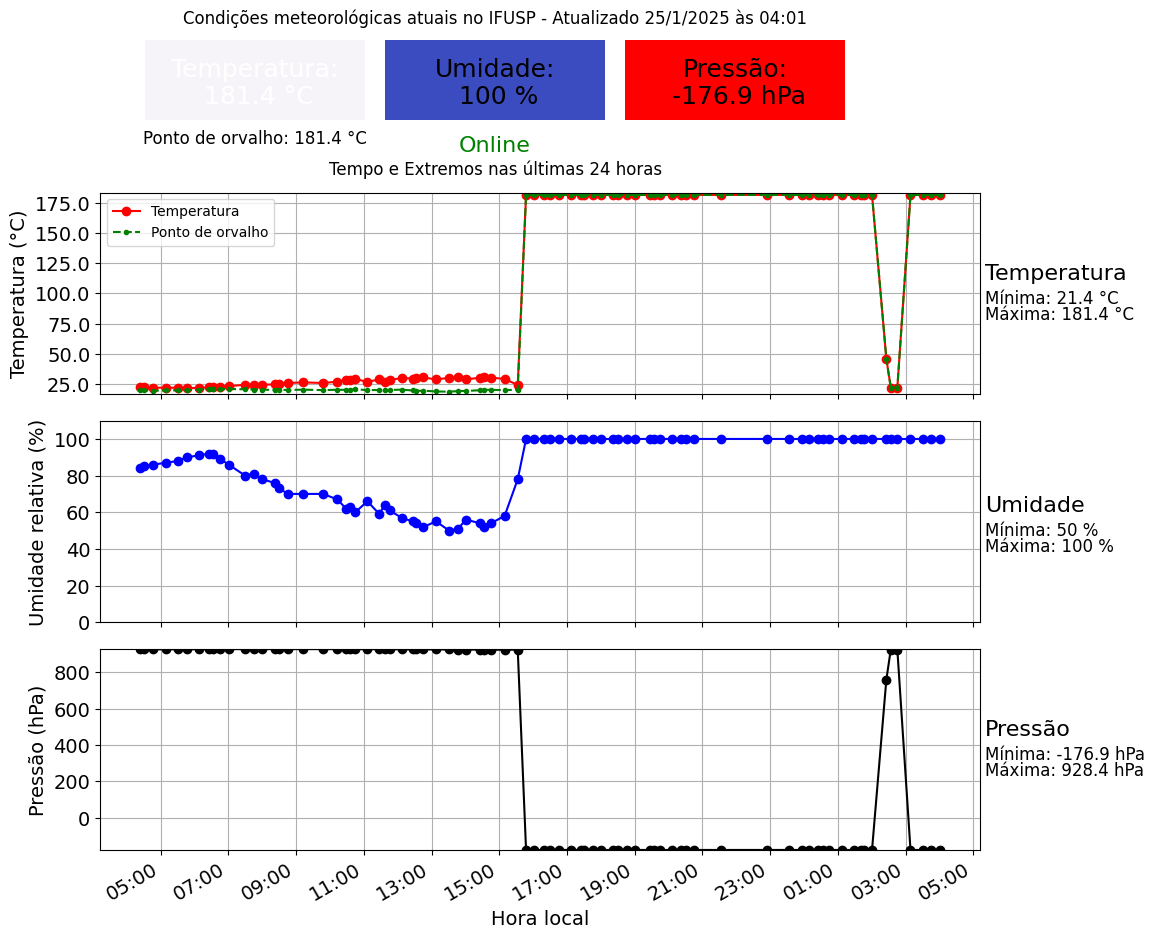 Condições meteorológicas atuais no IFUSP - Atualizado 25/1/2025 às 04:01
Temperatura:
181.4 °C
Umidade:
100 %
Pressão:
-176.9 hPa
Ponto de orvalho: 181.4 °C
Online
Tempo e Extremos nas últimas 24 horas
Temperatura (°C)
175.0
150.0
125.0
100.0
75.0
50.0
25.0
Temperatura
Ponto de orvalho
Temperatura
Mínima: 21.4 °C
Máxima: 181.4 °C
Umidade relativa (%)
100
80
60
40
20
0
Umidade
Mínima: 50 %
Máxima: 100 %
Pressão (hPa)
800
600
400
200
0
Pressão
Mínima: -176.9 hPa
Máxima: 928.4 hPa
05:00
07:00
09:00
11:00
13:00
15:00
17:00
19:00
21:00
23:00
01:00
03:00
05:00
Hora local